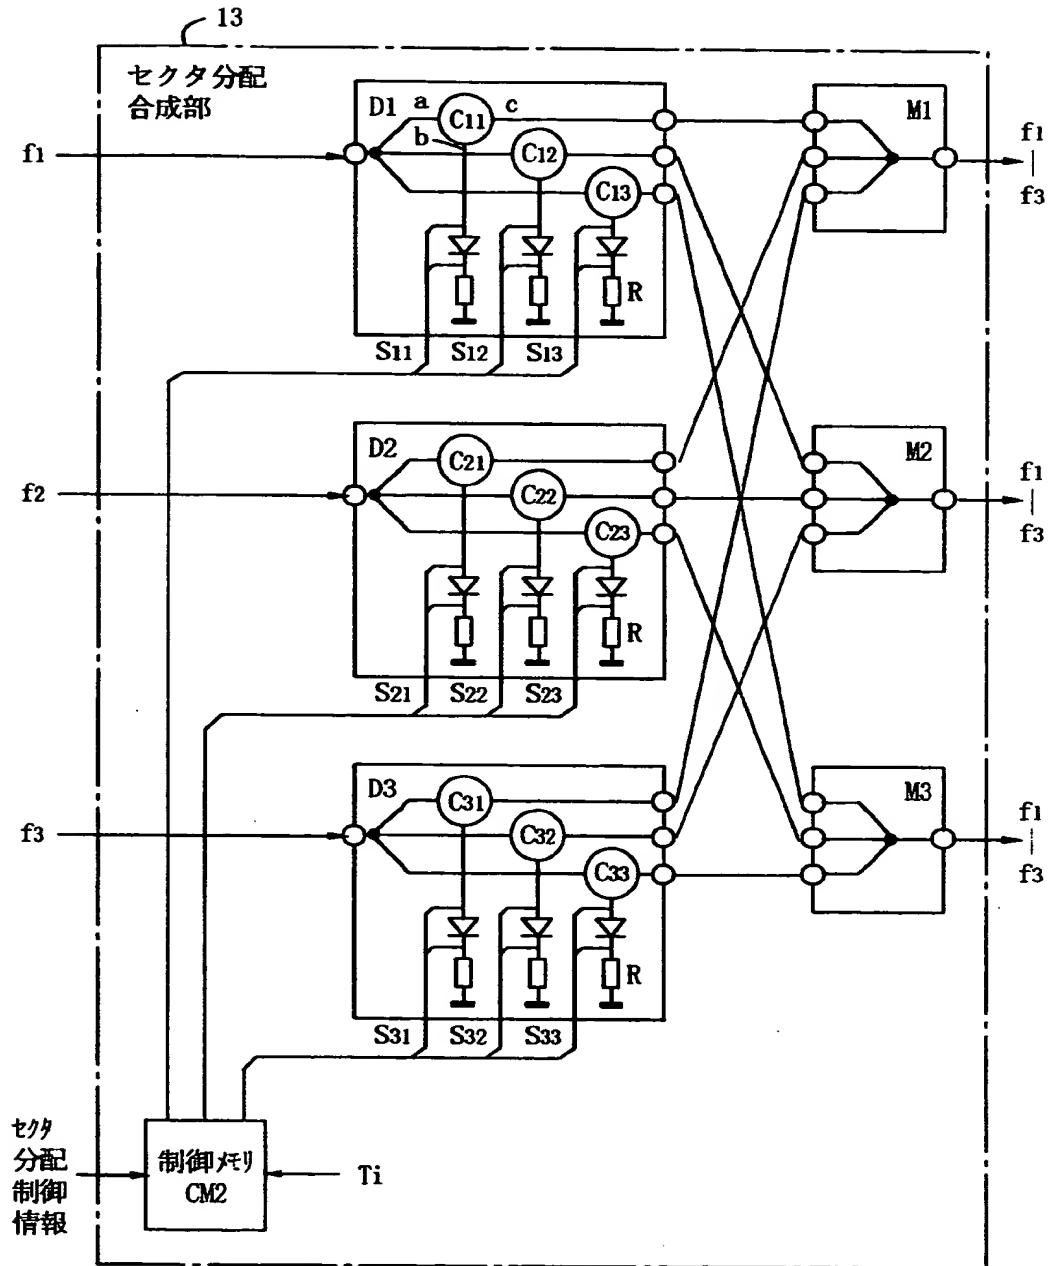 13
セクタ分配
合成部
D1
a
C11
c
b
C12
C13
R
S11
S12
S13
f1
M1
f1
|
f3
D2
C21
C22
C23
R
S21
S22
S23
f2
M2
f1
|
f3
D3
C31
C32
C33
R
S31
S32
S33
f3
M3
f1
|
f3
セクタ
分配
制御
情報
制御メモリ
CM2
Ti